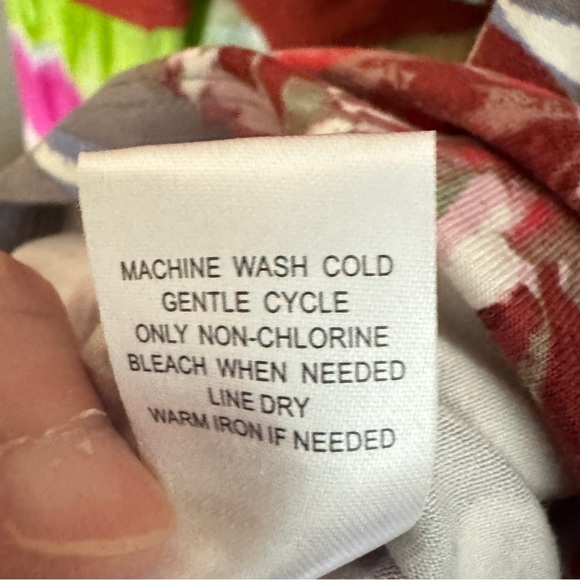 MACHINE WASH COLD
GENTLE CYCLE
ONLY NON-CHLORINE
BLEACH WHEN NEEDED
LINE DRY
WARM IRON IF NEEDED